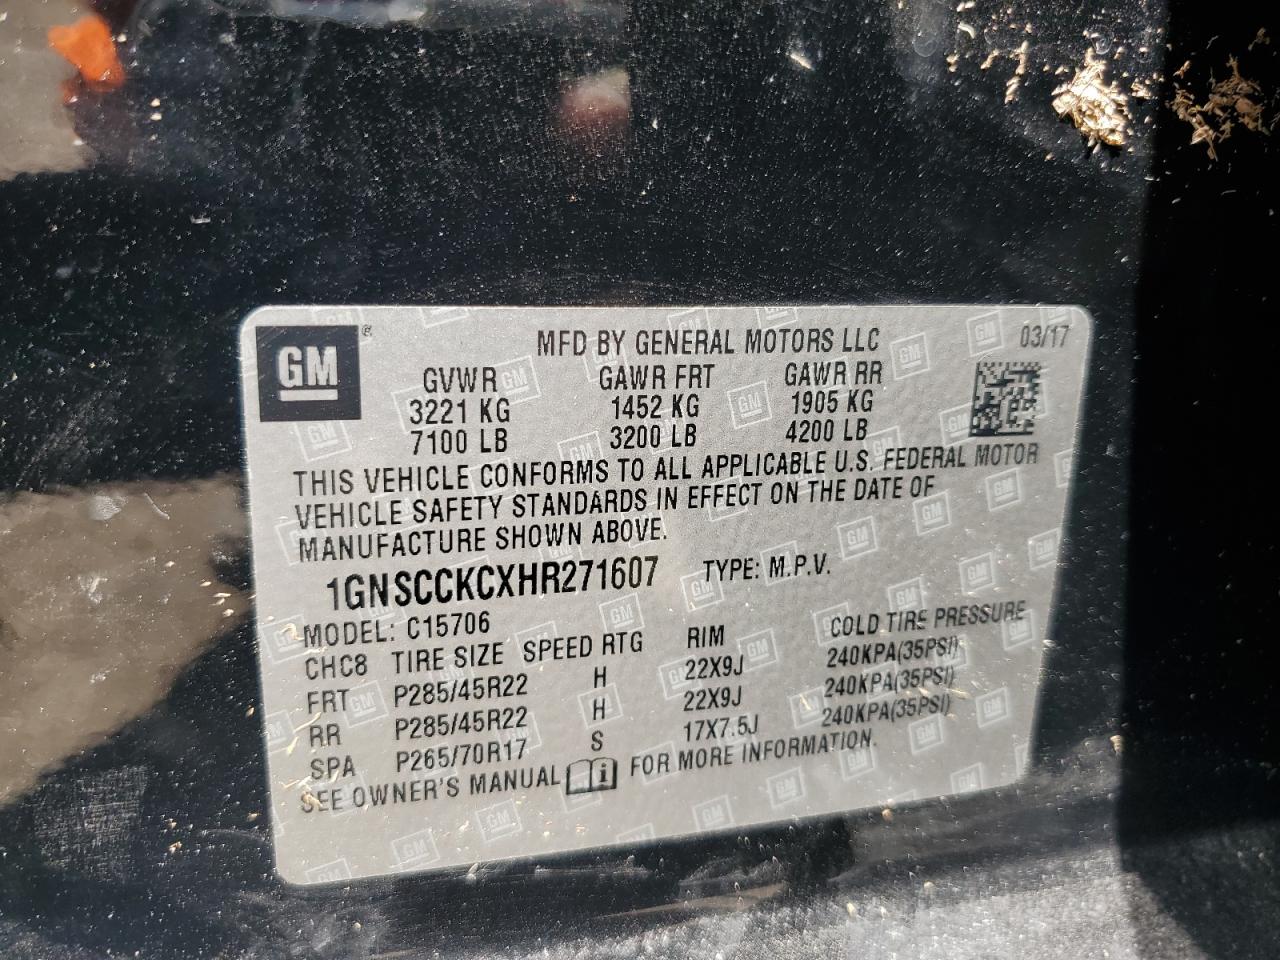 GM ®
MFD BY GENERAL MOTORS LLC 03/17
GVWR GAWR FRT GAWR RR
3221 KG 1452 KG 1905 KG
7100 LB 3200 LB 4200 LB
THIS VEHICLE CONFORMS TO ALL APPLICABLE U.S. FEDERAL MOTOR
VEHICLE SAFETY STANDARDS IN EFFECT ON THE DATE OF
MANUFACTURE SHOWN ABOVE.
1GNSCCKCXHR271607 TYPE: M.P.V.
MODEL: C15706
CHC8 TIRE SIZE SPEED RTG RIM COLD TIRE PRESSURE
FRT P285/45R22 H 22X9J 240KPA(35PSI)
RR P285/45R22 H 22X9J 240KPA(35PSI)
SPA P265/70R17 S 17X7.5J 240KPA(35PSI)
SEE OWNER'S MANUAL i FOR MORE INFORMATION.